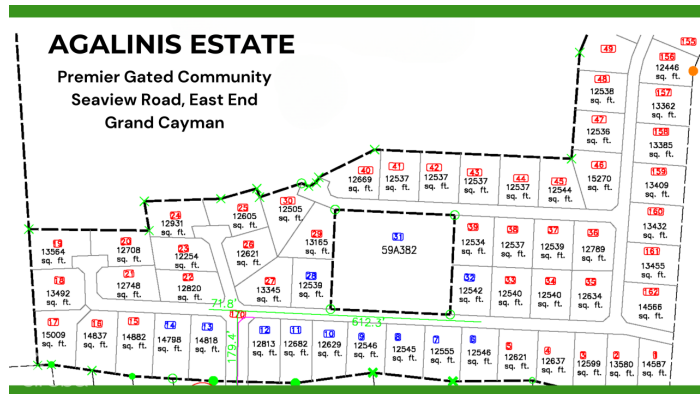 AGALINIS ESTATE
Premier Gated Community
Seaview Road, East End
Grand Cayman
155
49
156
12446
sq. ft.
48
12538
sq. ft.
157
13362
sq. ft.
47
12536
sq. ft.
158
13385
sq. ft.
46
15270
sq. ft.
159
13409
sq. ft.
40
12669
sq. ft.
41
12537
sq. ft.
42
12537
sq. ft.
43
12537
sq. ft.
44
12537
sq. ft.
45
12544
sq. ft.
160
13432
sq. ft.
161
13455
sq. ft.
162
14568
sq. ft.
24
12931
sq. ft.
25
12605
sq. ft.
30
12505
sq. ft.
19
13564
sq. ft.
20
12708
sq. ft.
23
12254
sq. ft.
26
12621
sq. ft.
29
13165
sq. ft.
31
59A382
39
12534
sq. ft.
38
12537
sq. ft.
37
12539
sq. ft.
36
12789
sq. ft.
18
13492
sq. ft.
21
12748
sq. ft.
22
12820
sq. ft.
27
13345
sq. ft.
28
12539
sq. ft.
32
12542
sq. ft.
33
12540
sq. ft.
34
12540
sq. ft.
35
12634
sq. ft.
71.8'
170
612.3'
179.4'
17
15009
sq. ft.
16
14837
sq. ft.
15
14882
sq. ft.
14
14798
sq. ft.
13
14818
sq. ft.
12
12813
sq. ft.
11
12682
sq. ft.
10
12629
sq. ft.
9
12546
sq. ft.
8
12545
sq. ft.
7
12555
sq. ft.
6
12546
sq. ft.
5
12621
sq. ft.
4
12637
sq. ft.
3
12599
sq. ft.
2
13580
sq. ft.
1
14587
sq. ft.